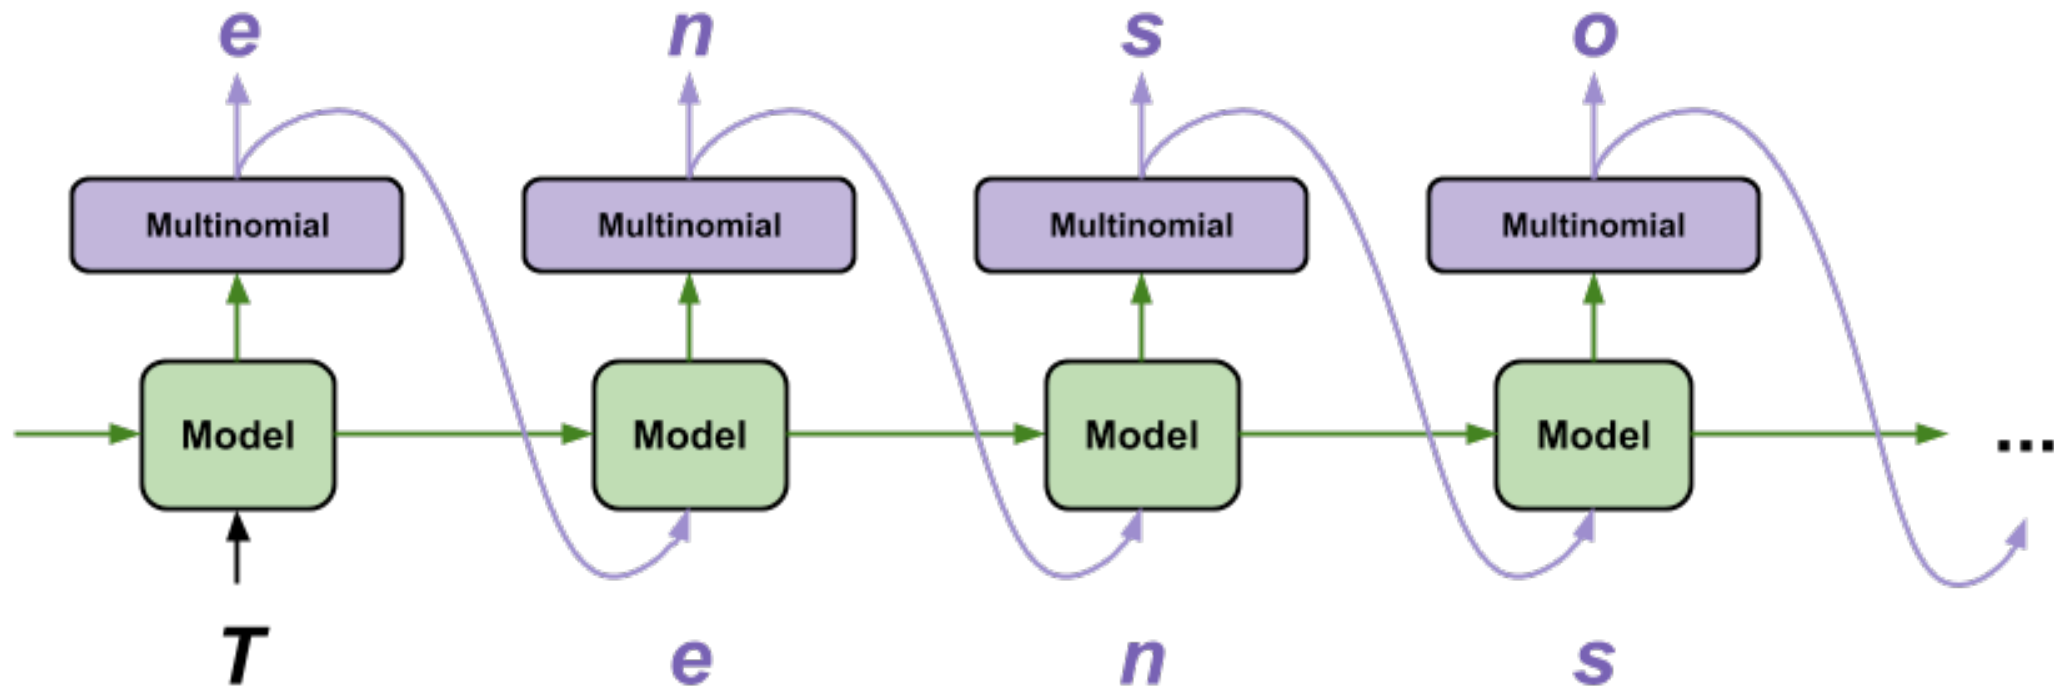 e n s o
Multinomial Multinomial Multinomial Multinomial
Model Model Model Model ...
T e n s